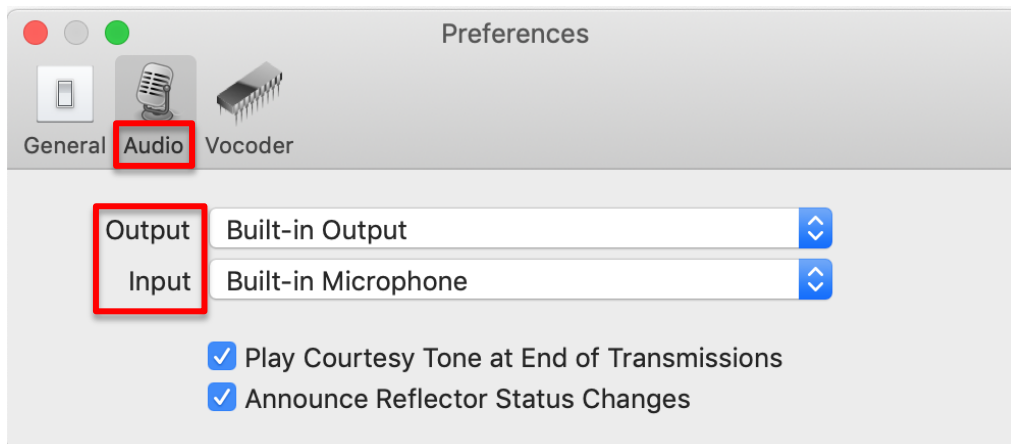 Preferences
General Audio Vocoder
Output Built-in Output
Input Built-in Microphone
Play Courtesy Tone at End of Transmissions
Announce Reflector Status Changes